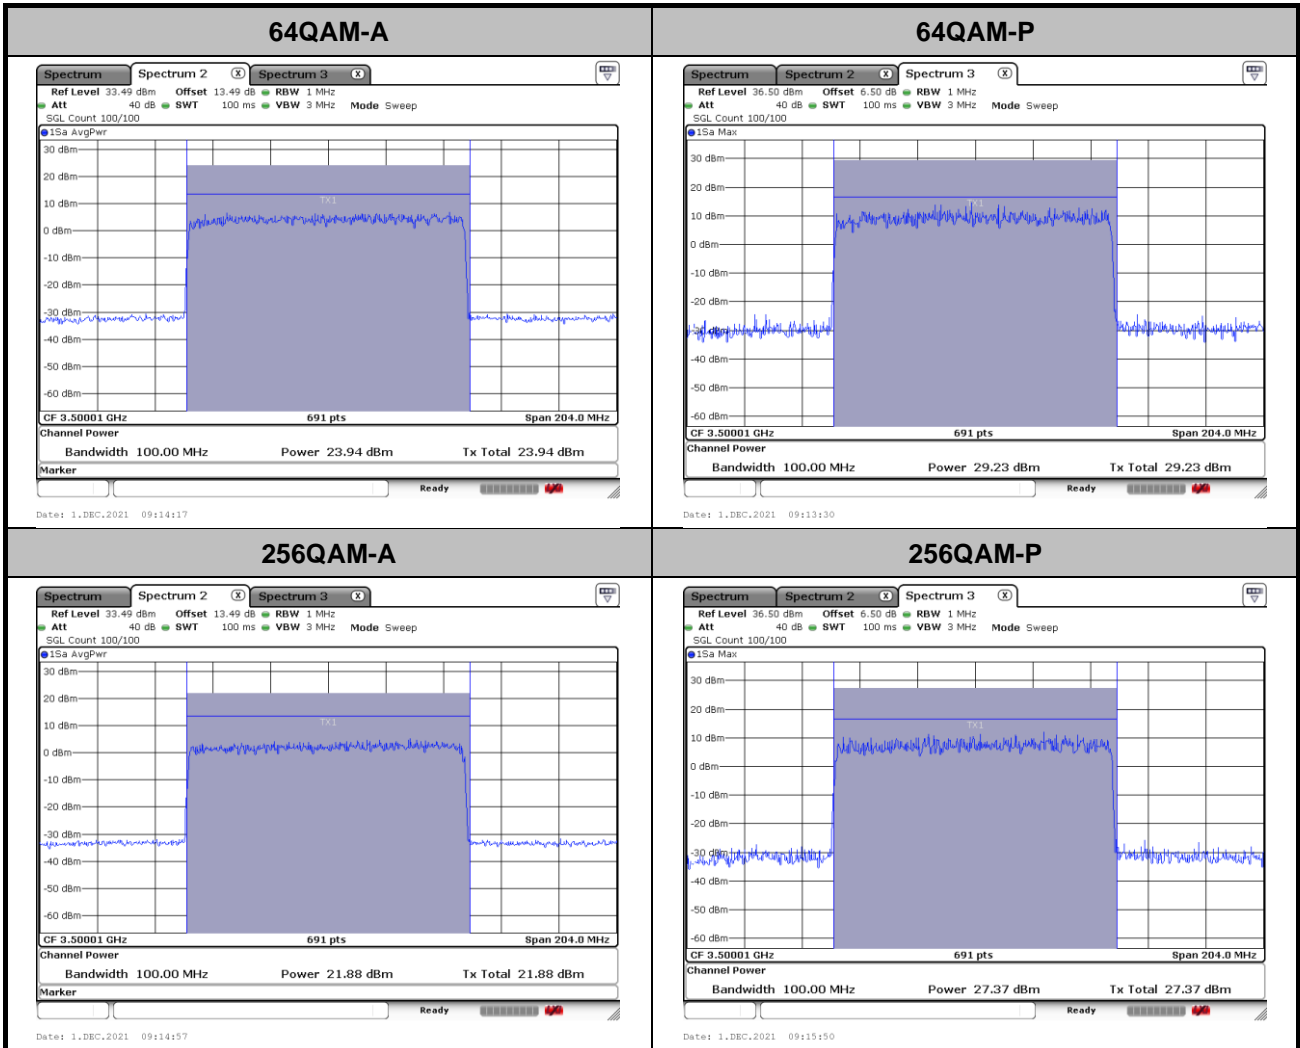 64QAM-A
64QAM-P
Spectrum Spectrum 2 X Spectrum 3 X
Ref Level 33.49 dBm Offset 13.49 dB RBW 1 MHz
Att 40 dB SWT 100 ms VBW 3 MHz Mode Sweep
SGL Count 100/100
1Sa AvgPwr
30 dBm
20 dBm
10 dBm
0 dBm
-10 dBm
-20 dBm
-30 dBm
-40 dBm
-50 dBm
-60 dBm
TX1
CF 3.50001 GHz 691 pts Span 204.0 MHz
Channel Power
Bandwidth 100.00 MHz Power 23.94 dBm Tx Total 23.94 dBm
Marker
Ready
Date: 1.DEC.2021 09:14:17
Spectrum Spectrum 2 X Spectrum 3 X
Ref Level 36.50 dBm Offset 6.50 dB RBW 1 MHz
Att 40 dB SWT 100 ms VBW 3 MHz Mode Sweep
SGL Count 100/100
1Sa Max
30 dBm
20 dBm
10 dBm
0 dBm
-10 dBm
-20 dBm
-30 dBm
-40 dBm
-50 dBm
-60 dBm
TX1
CF 3.50001 GHz 691 pts Span 204.0 MHz
Channel Power
Bandwidth 100.00 MHz Power 29.23 dBm Tx Total 29.23 dBm
Ready
Date: 1.DEC.2021 09:13:30
256QAM-A
256QAM-P
Spectrum Spectrum 2 X Spectrum 3 X
Ref Level 33.49 dBm Offset 13.49 dB RBW 1 MHz
Att 40 dB SWT 100 ms VBW 3 MHz Mode Sweep
SGL Count 100/100
1Sa AvgPwr
30 dBm
20 dBm
10 dBm
0 dBm
-10 dBm
-20 dBm
-30 dBm
-40 dBm
-50 dBm
-60 dBm
TX1
CF 3.50001 GHz 691 pts Span 204.0 MHz
Channel Power
Bandwidth 100.00 MHz Power 21.88 dBm Tx Total 21.88 dBm
Marker
Ready
Date: 1.DEC.2021 09:14:57
Spectrum Spectrum 2 X Spectrum 3 X
Ref Level 36.50 dBm Offset 6.50 dB RBW 1 MHz
Att 40 dB SWT 100 ms VBW 3 MHz Mode Sweep
SGL Count 100/100
1Sa Max
30 dBm
20 dBm
10 dBm
0 dBm
-10 dBm
-20 dBm
-30 dBm
-40 dBm
-50 dBm
-60 dBm
TX1
CF 3.50001 GHz 691 pts Span 204.0 MHz
Channel Power
Bandwidth 100.00 MHz Power 27.37 dBm Tx Total 27.37 dBm
Ready
Date: 1.DEC.2021 09:15:50